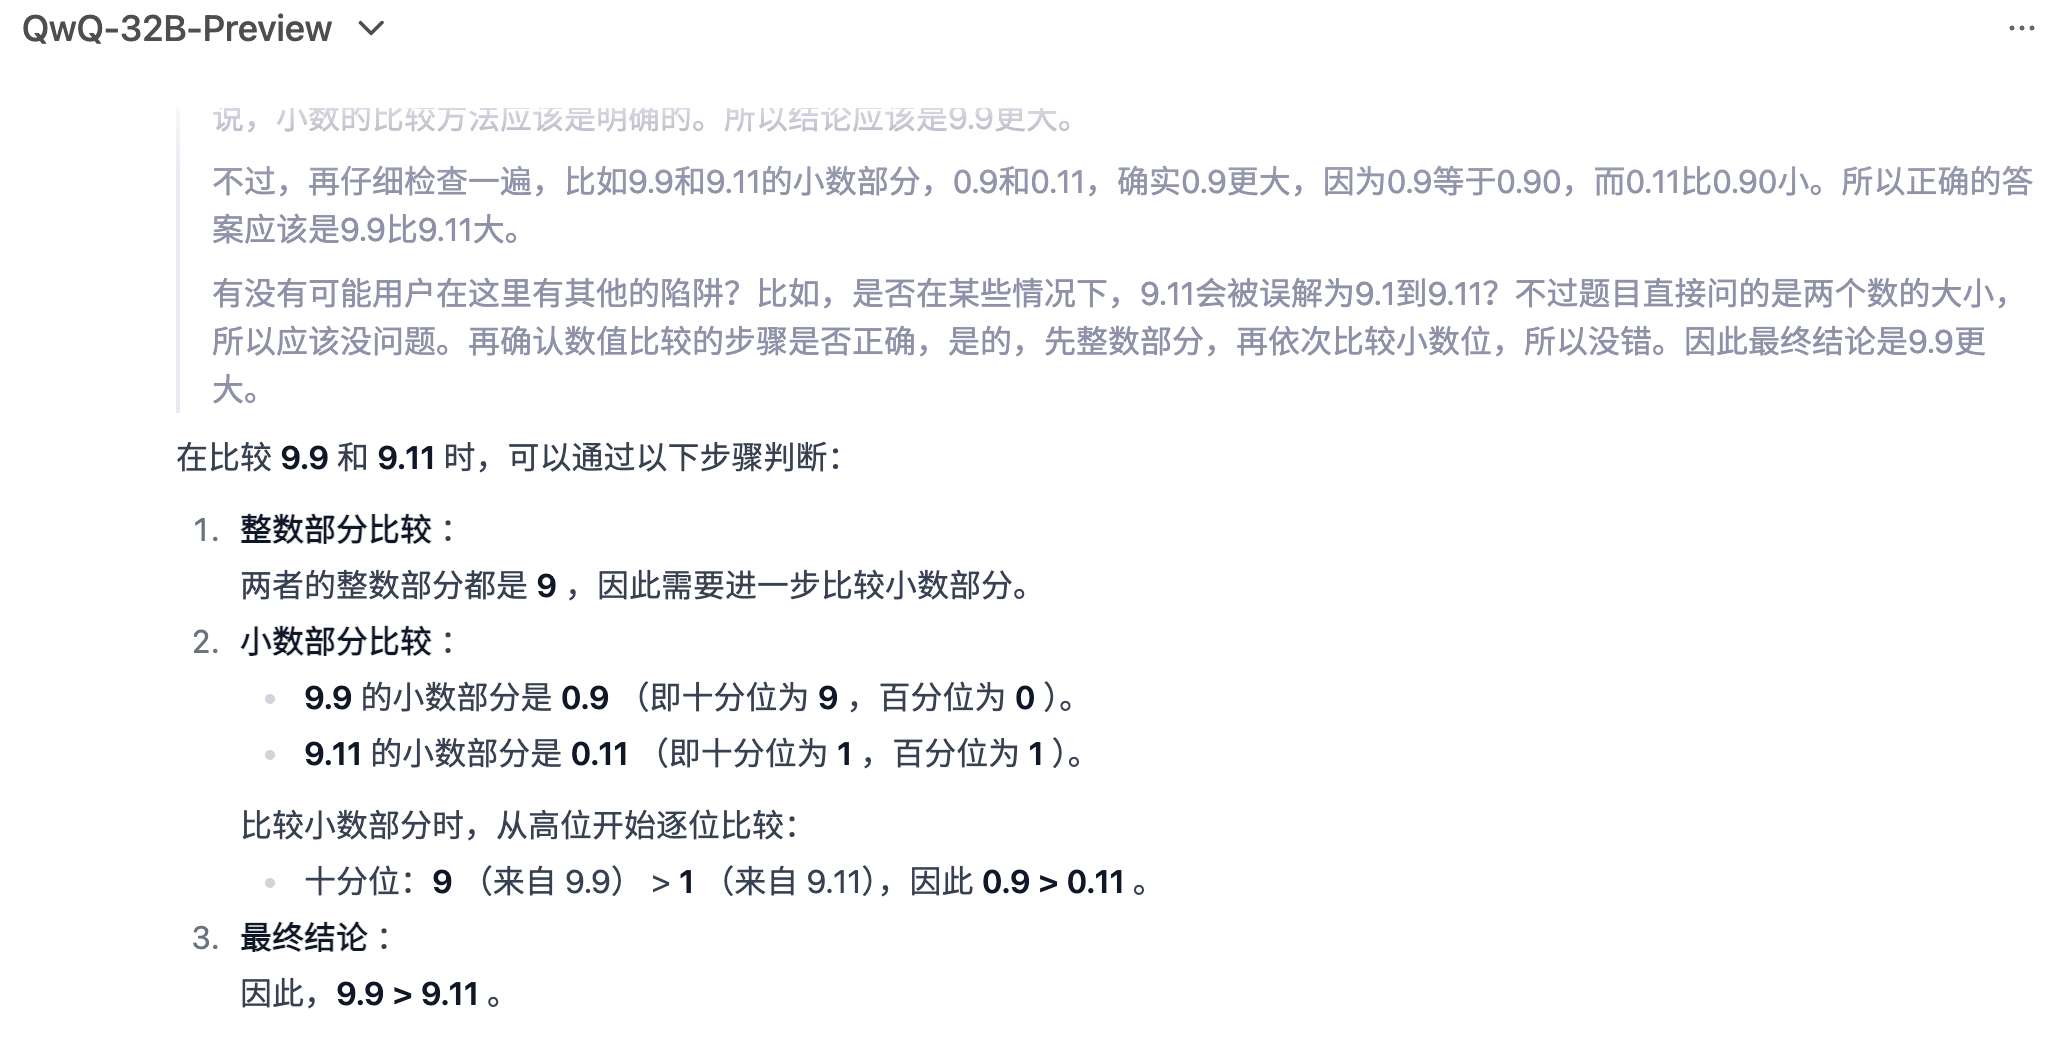 QwQ-32B-Preview
说，小数的比较方法应该是明确的。所以结论应该是9.9更大。
不过，再仔细检查一遍，比如9.9和9.11的小数部分，0.9和0.11，确实0.9更大，因为0.9等于0.90，而0.11比0.90小。所以正确的答
案应该是9.9比9.11大。
有没有可能用户在这里有其他的陷阱？比如，是否在某些情况下，9.11会被误解为9.1到9.11？不过题目直接问的是两个数的大小，
所以应该没问题。再确认数值比较的步骤是否正确，是的，先整数部分，再依次比较小数位，所以没错。因此最终结论是9.9更
大。
在比较 9.9 和 9.11 时，可以通过以下步骤判断：
1. 整数部分比较 ：
两者的整数部分都是 9 ，因此需要进一步比较小数部分。
2. 小数部分比较 ：
• 9.9 的小数部分是 0.9 （即十分位为 9 ，百分位为 0 ）。
• 9.11 的小数部分是 0.11 （即十分位为 1 ，百分位为 1 ）。
比较小数部分时，从高位开始逐位比较：
• 十分位：9 （来自 9.9） > 1 （来自 9.11），因此 0.9 > 0.11 。
3. 最终结论 ：
因此，9.9 > 9.11 。